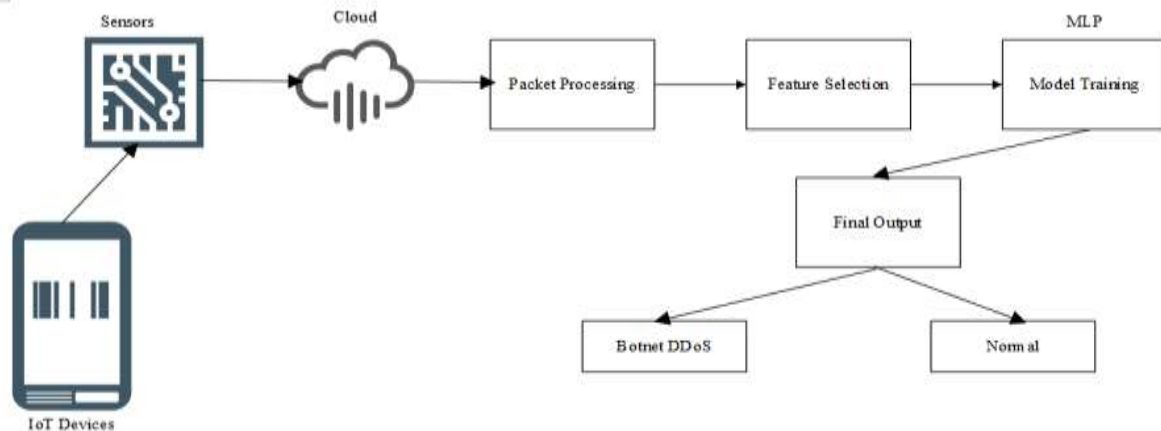 Sensors
Cloud
MLP
Packet Processing
Feature Selection
Model Training
Final Output
Botnet DDoS
Normal
IoT Devices